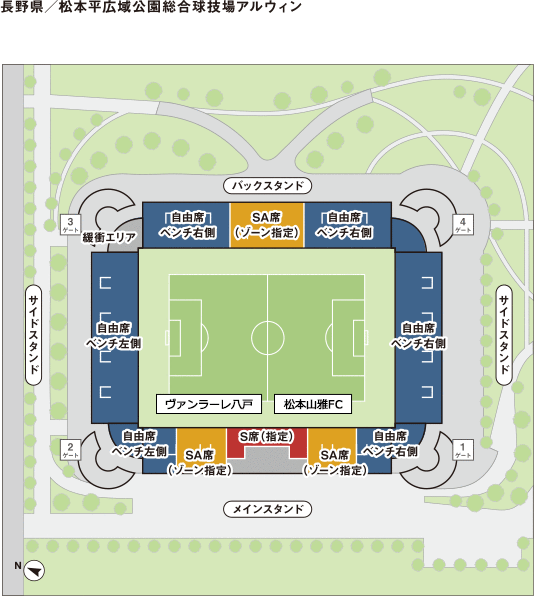 長野県／松本平広域公園総合球技場アルウィン
バックスタンド
3
ゲート
4
ゲート
緩衝エリア
自由席
ベンチ右側
SA席
（ゾーン指定）
自由席
ベンチ右側
サイドスタンド
自由席
ベンチ左側
自由席
ベンチ右側
サイドスタンド
ヴァンラーレ八戸
松本山雅FC
2
ゲート
自由席
ベンチ左側
SA席
（ゾーン指定）
S席（指定）
SA席
（ゾーン指定）
自由席
ベンチ右側
1
ゲート
メインスタンド
N